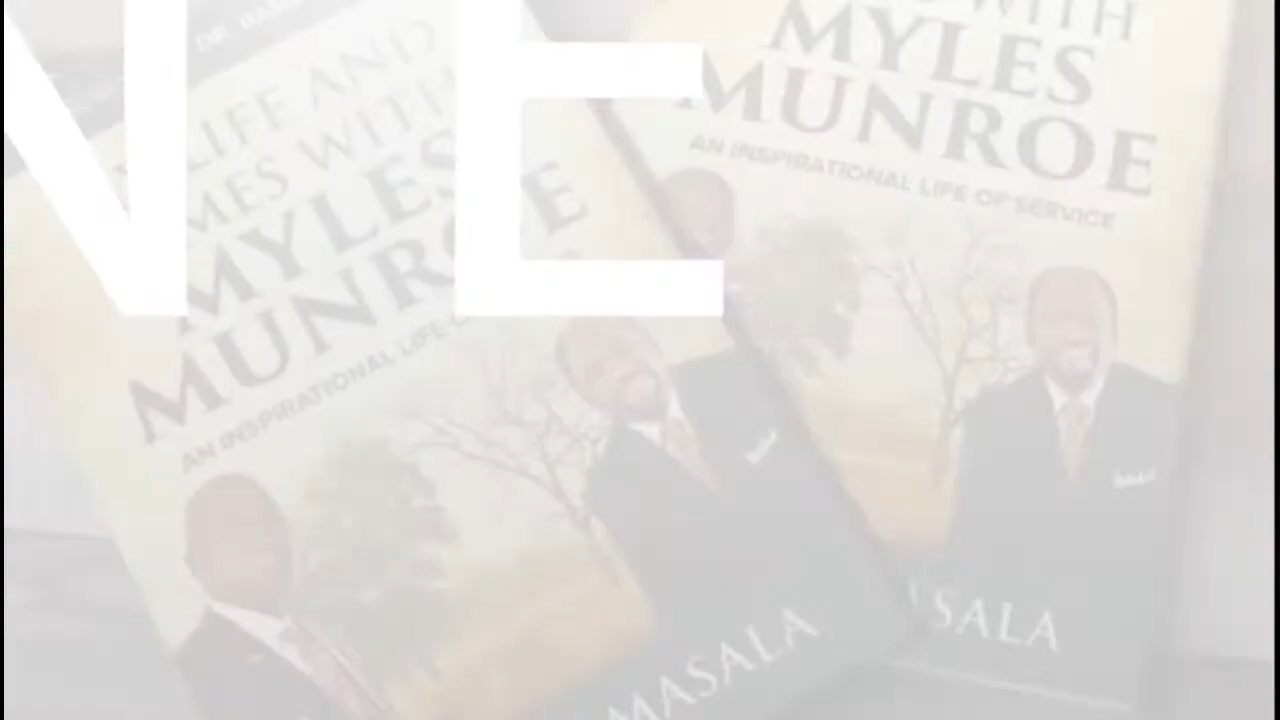 NE
DR.
LIFE AND
WITH
MYLES
MUNROE
AN INSPIRATIONAL LIFE
MASALA
WITH
MYLES
MUNROE
AN INSPIRATIONAL LIFE OF SERVICE
SALA